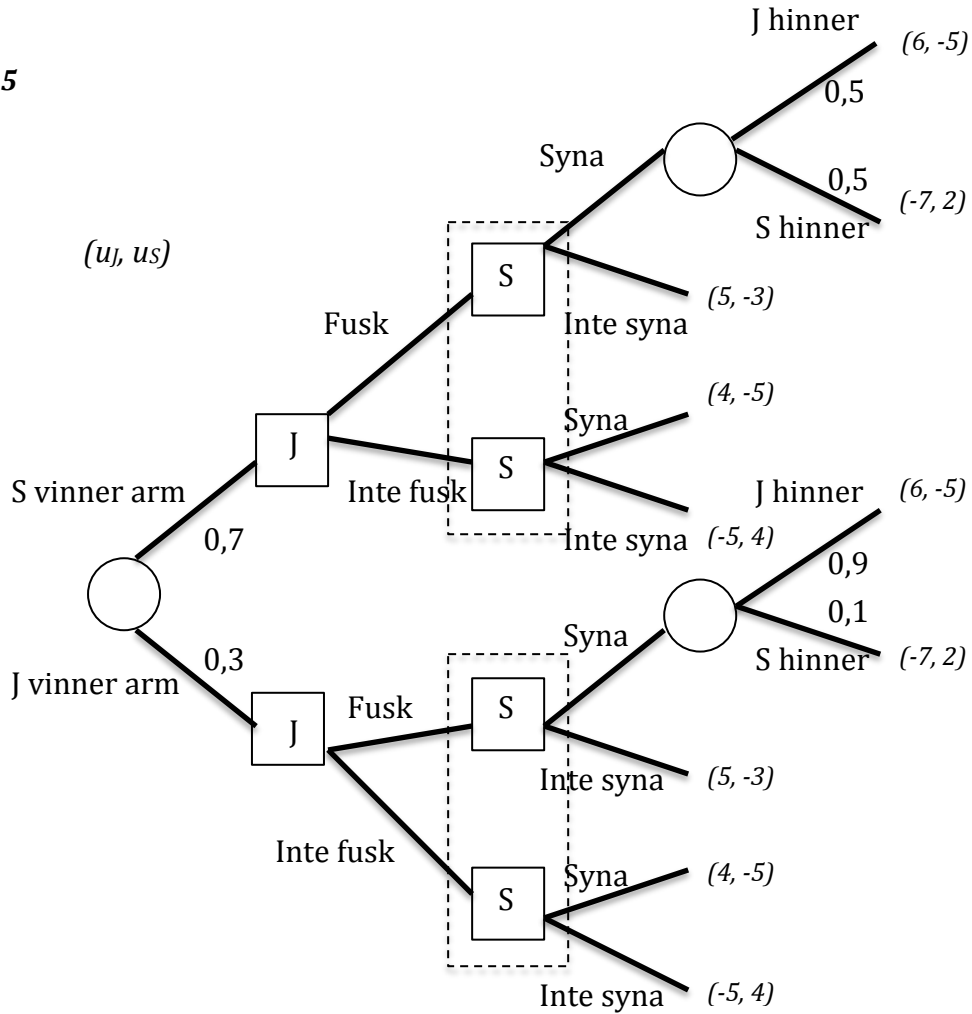 J hinner
(6, -5)
5
0,5
Syna
0,5
(-7, 2)
S hinner
(uJ, uS)
S
(5, -3)
Fusk
Inte syna
(4, -5)
Syna
J
S
S vinner arm
Inte fusk
J hinner
(6, -5)
0,7
Inte syna
(-5, 4)
0,9
0,1
Syna
0,3
S hinner
(-7, 2)
J vinner arm
Fusk
S
J
Inte syna
(5, -3)
Inte fusk
Syna
(4, -5)
S
Inte syna
(-5, 4)